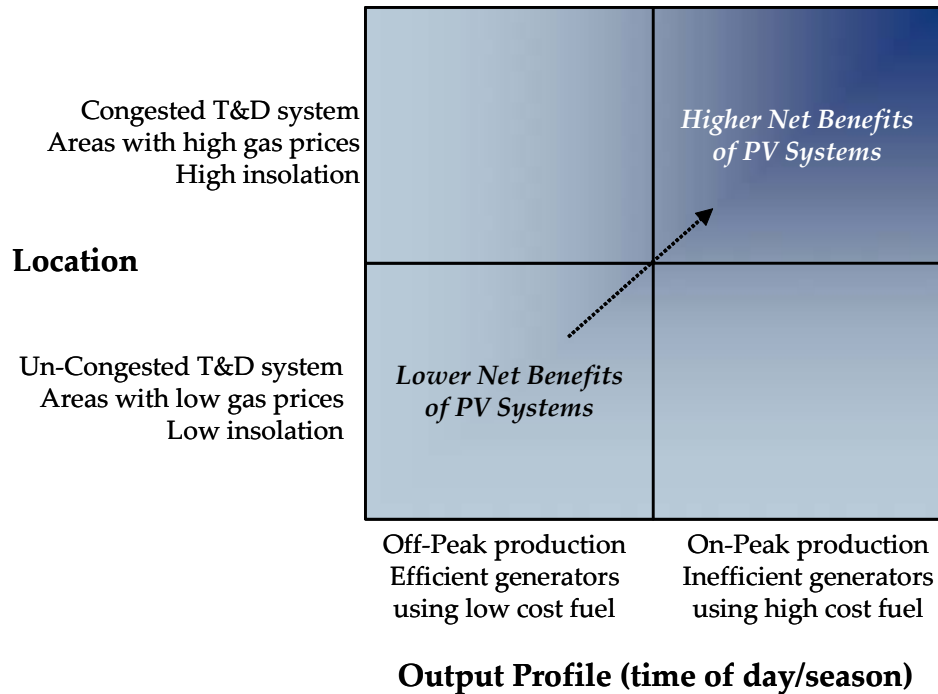 Congested T&D system
Areas with high gas prices
High insolation
Higher Net Benefits
of PV Systems
Location
Un-Congested T&D system
Areas with low gas prices
Low insolation
Lower Net Benefits
of PV Systems
Off-Peak production
Efficient generators
using low cost fuel
On-Peak production
Inefficient generators
using high cost fuel
Output Profile (time of day/season)